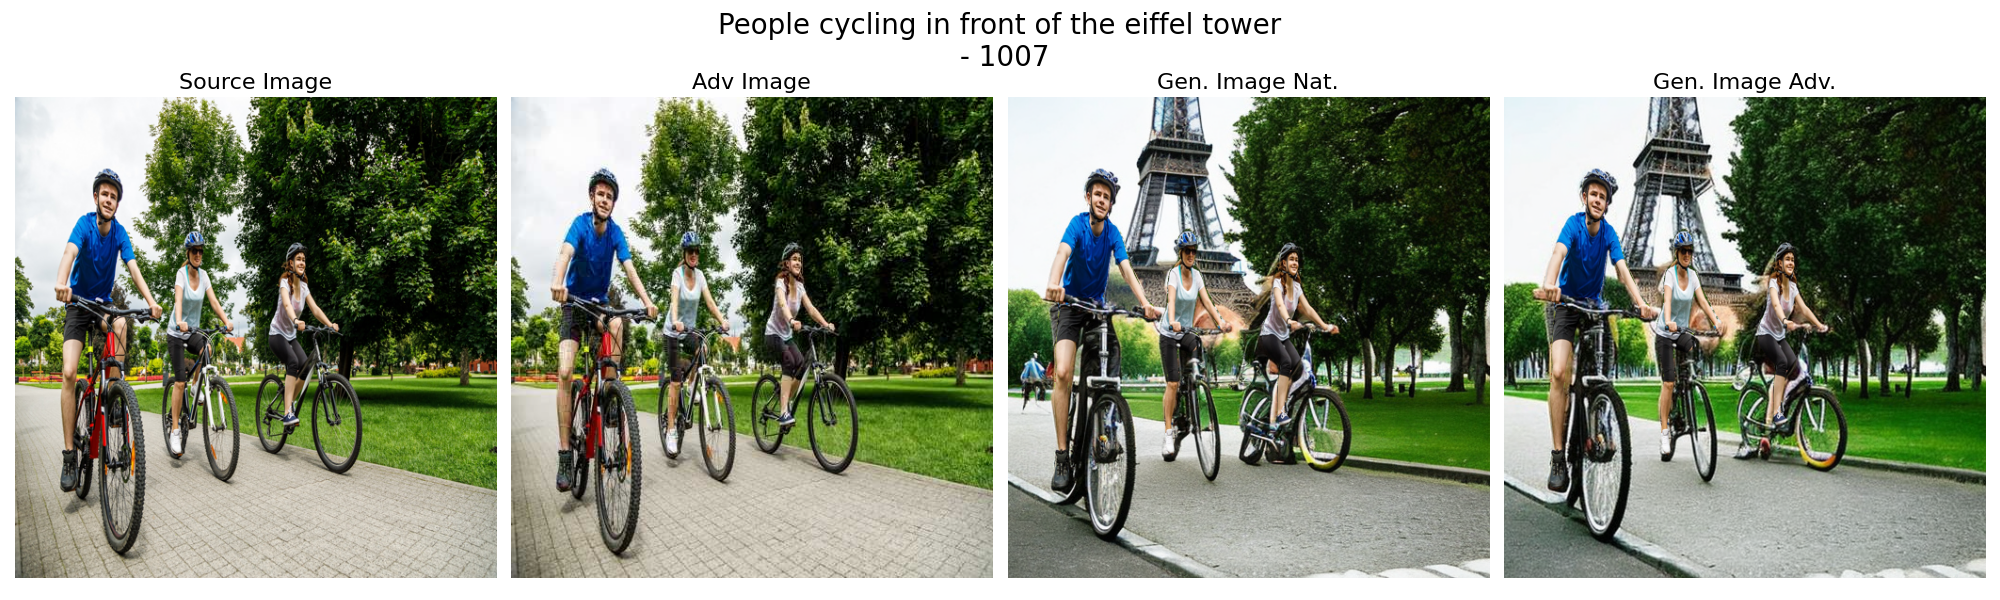 People cycling in front of the eiffel tower
- 1007
Source Image
Adv Image
Gen. Image Nat.
Gen. Image Adv.